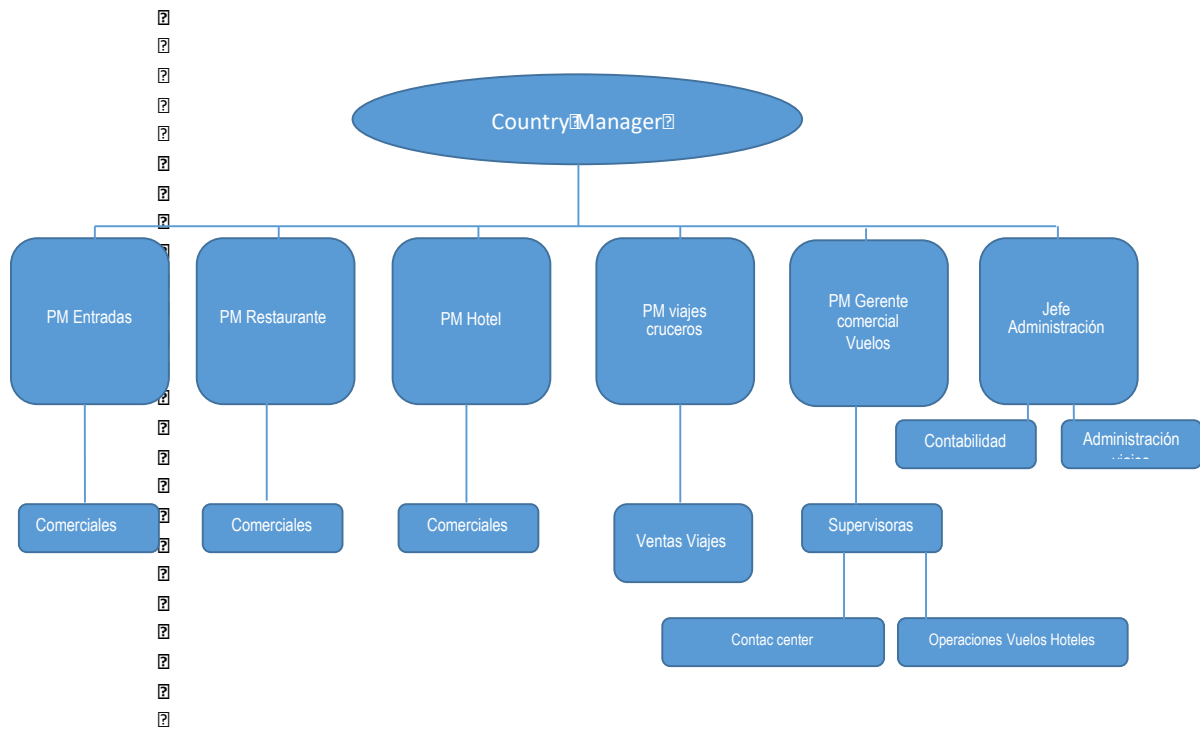 Country Manager
PM Entradas
PM Restaurante
PM Hotel
PM viajes
cruceros
PM Gerente
comercial
Vuelos
Jefe
Administración
Contabilidad
Administración
Comerciales
Comerciales
Comerciales
Ventas Viajes
Supervisoras
Contac center
Operaciones Vuelos Hoteles